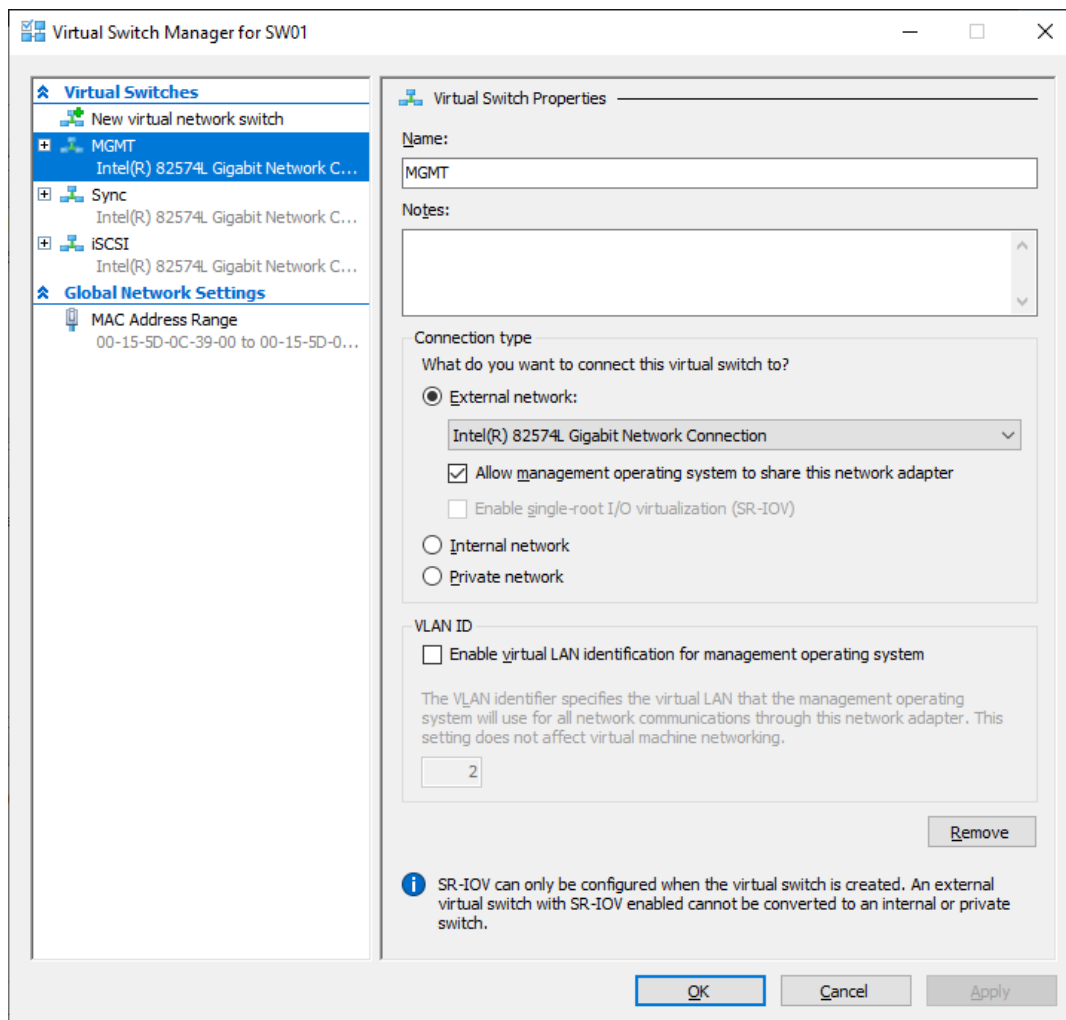 Virtual Switch Manager for SW01
Virtual Switches
New virtual network switch
MGMT
Intel(R) 82574L Gigabit Network C...
Sync
Intel(R) 82574L Gigabit Network C...
iSCSI
Intel(R) 82574L Gigabit Network C...
Global Network Settings
MAC Address Range
00-15-5D-0C-39-00 to 00-15-5D-0...
Virtual Switch Properties
Name:
MGMT
Notes:
Connection type
What do you want to connect this virtual switch to?
External network:
Intel(R) 82574L Gigabit Network Connection
Allow management operating system to share this network adapter
Enable single-root I/O virtualization (SR-IOV)
Internal network
Private network
VLAN ID
Enable virtual LAN identification for management operating system
The VLAN identifier specifies the virtual LAN that the management operating
system will use for all network communications through this network adapter. This
setting does not affect virtual machine networking.
2
Remove
SR-IOV can only be configured when the virtual switch is created. An external
virtual switch with SR-IOV enabled cannot be converted to an internal or private
switch.
OK
Cancel
Apply